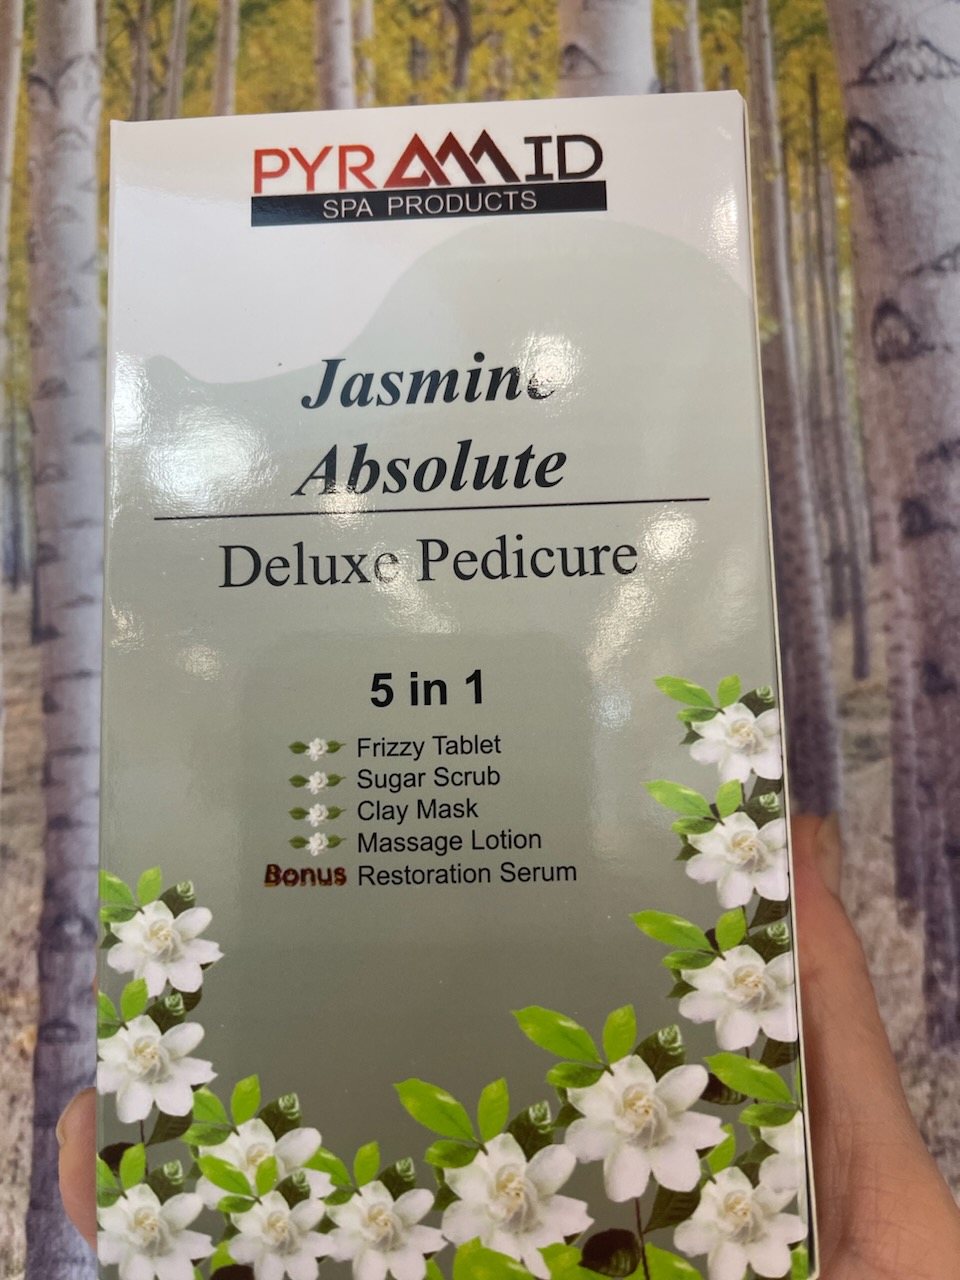 PYRAMID
SPA PRODUCTS
Jasmine
Absolute
Deluxe Pedicure
5 in 1
Frizzy Tablet
Sugar Scrub
Clay Mask
Massage Lotion
Bonus Restoration Serum